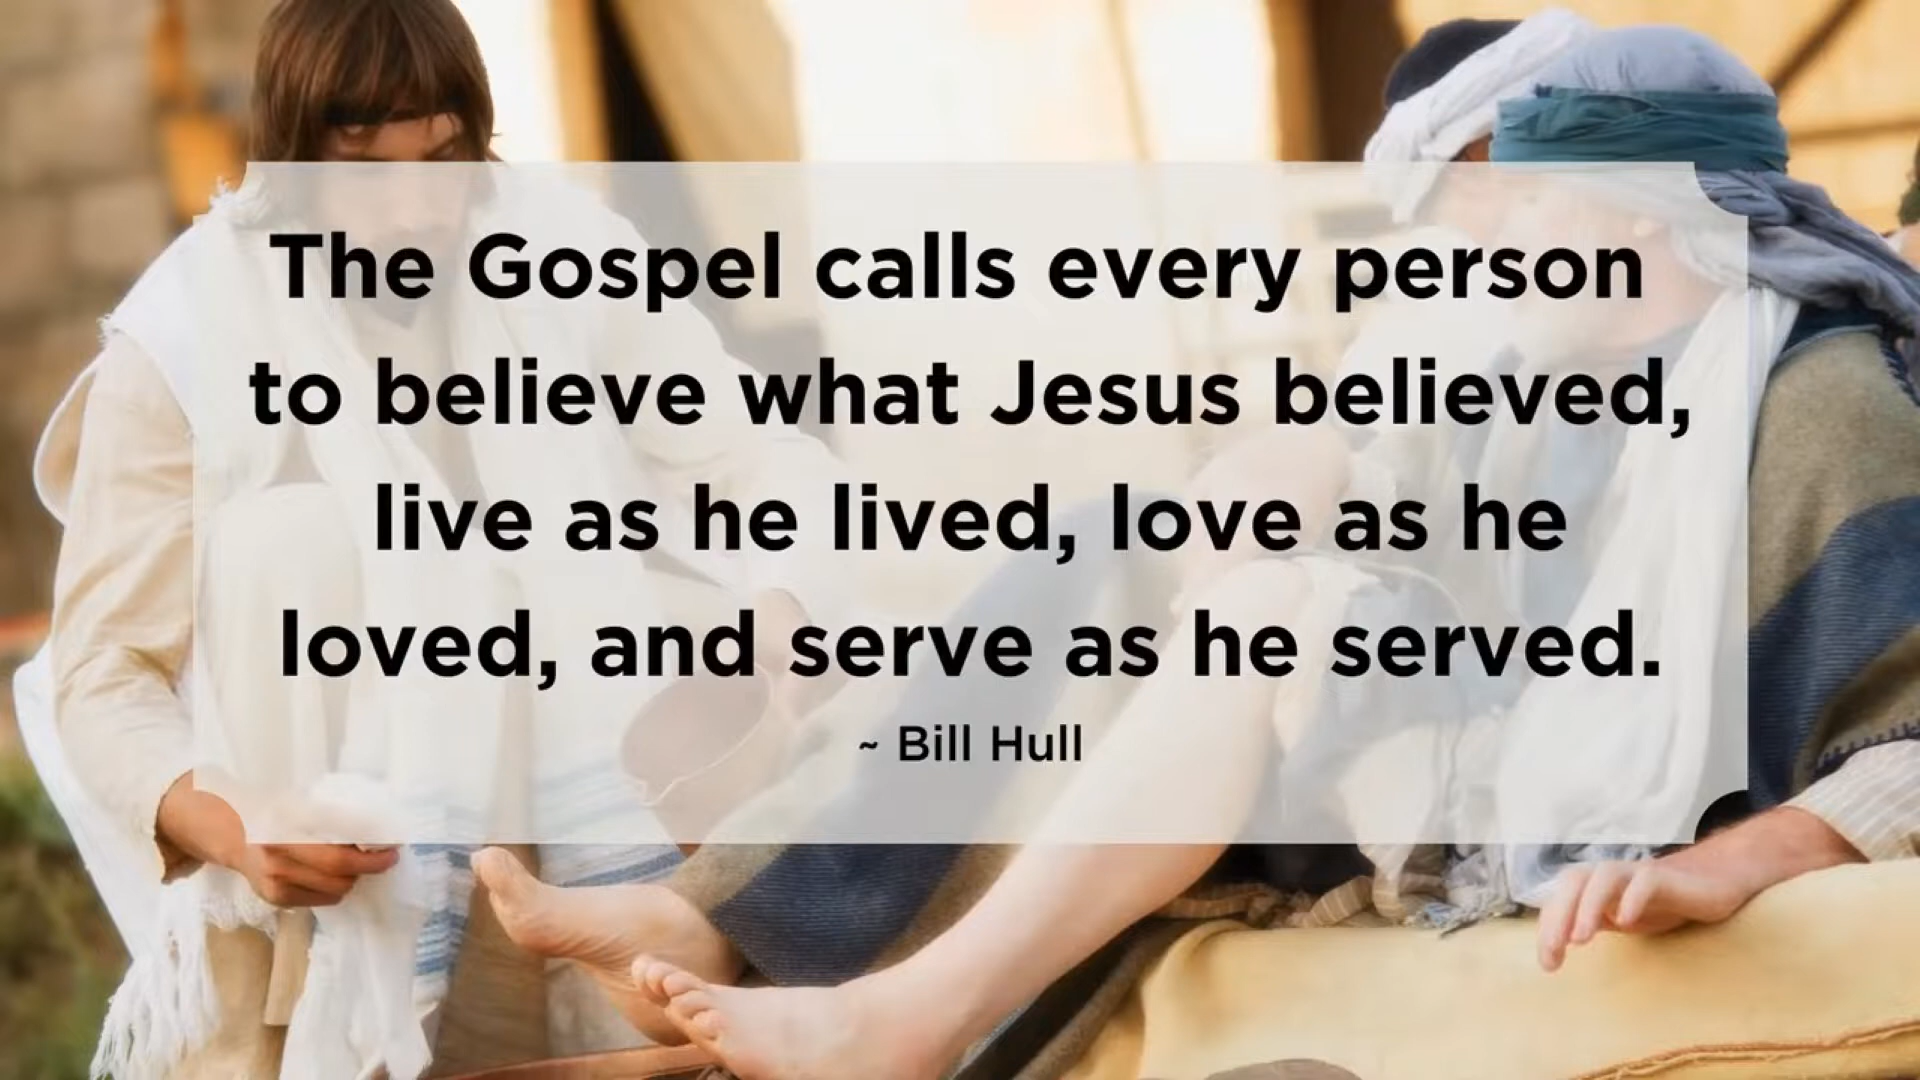 The Gospel calls every person
to believe what Jesus believed,
live as he lived, love as he
loved, and serve as he served.
~ Bill Hull